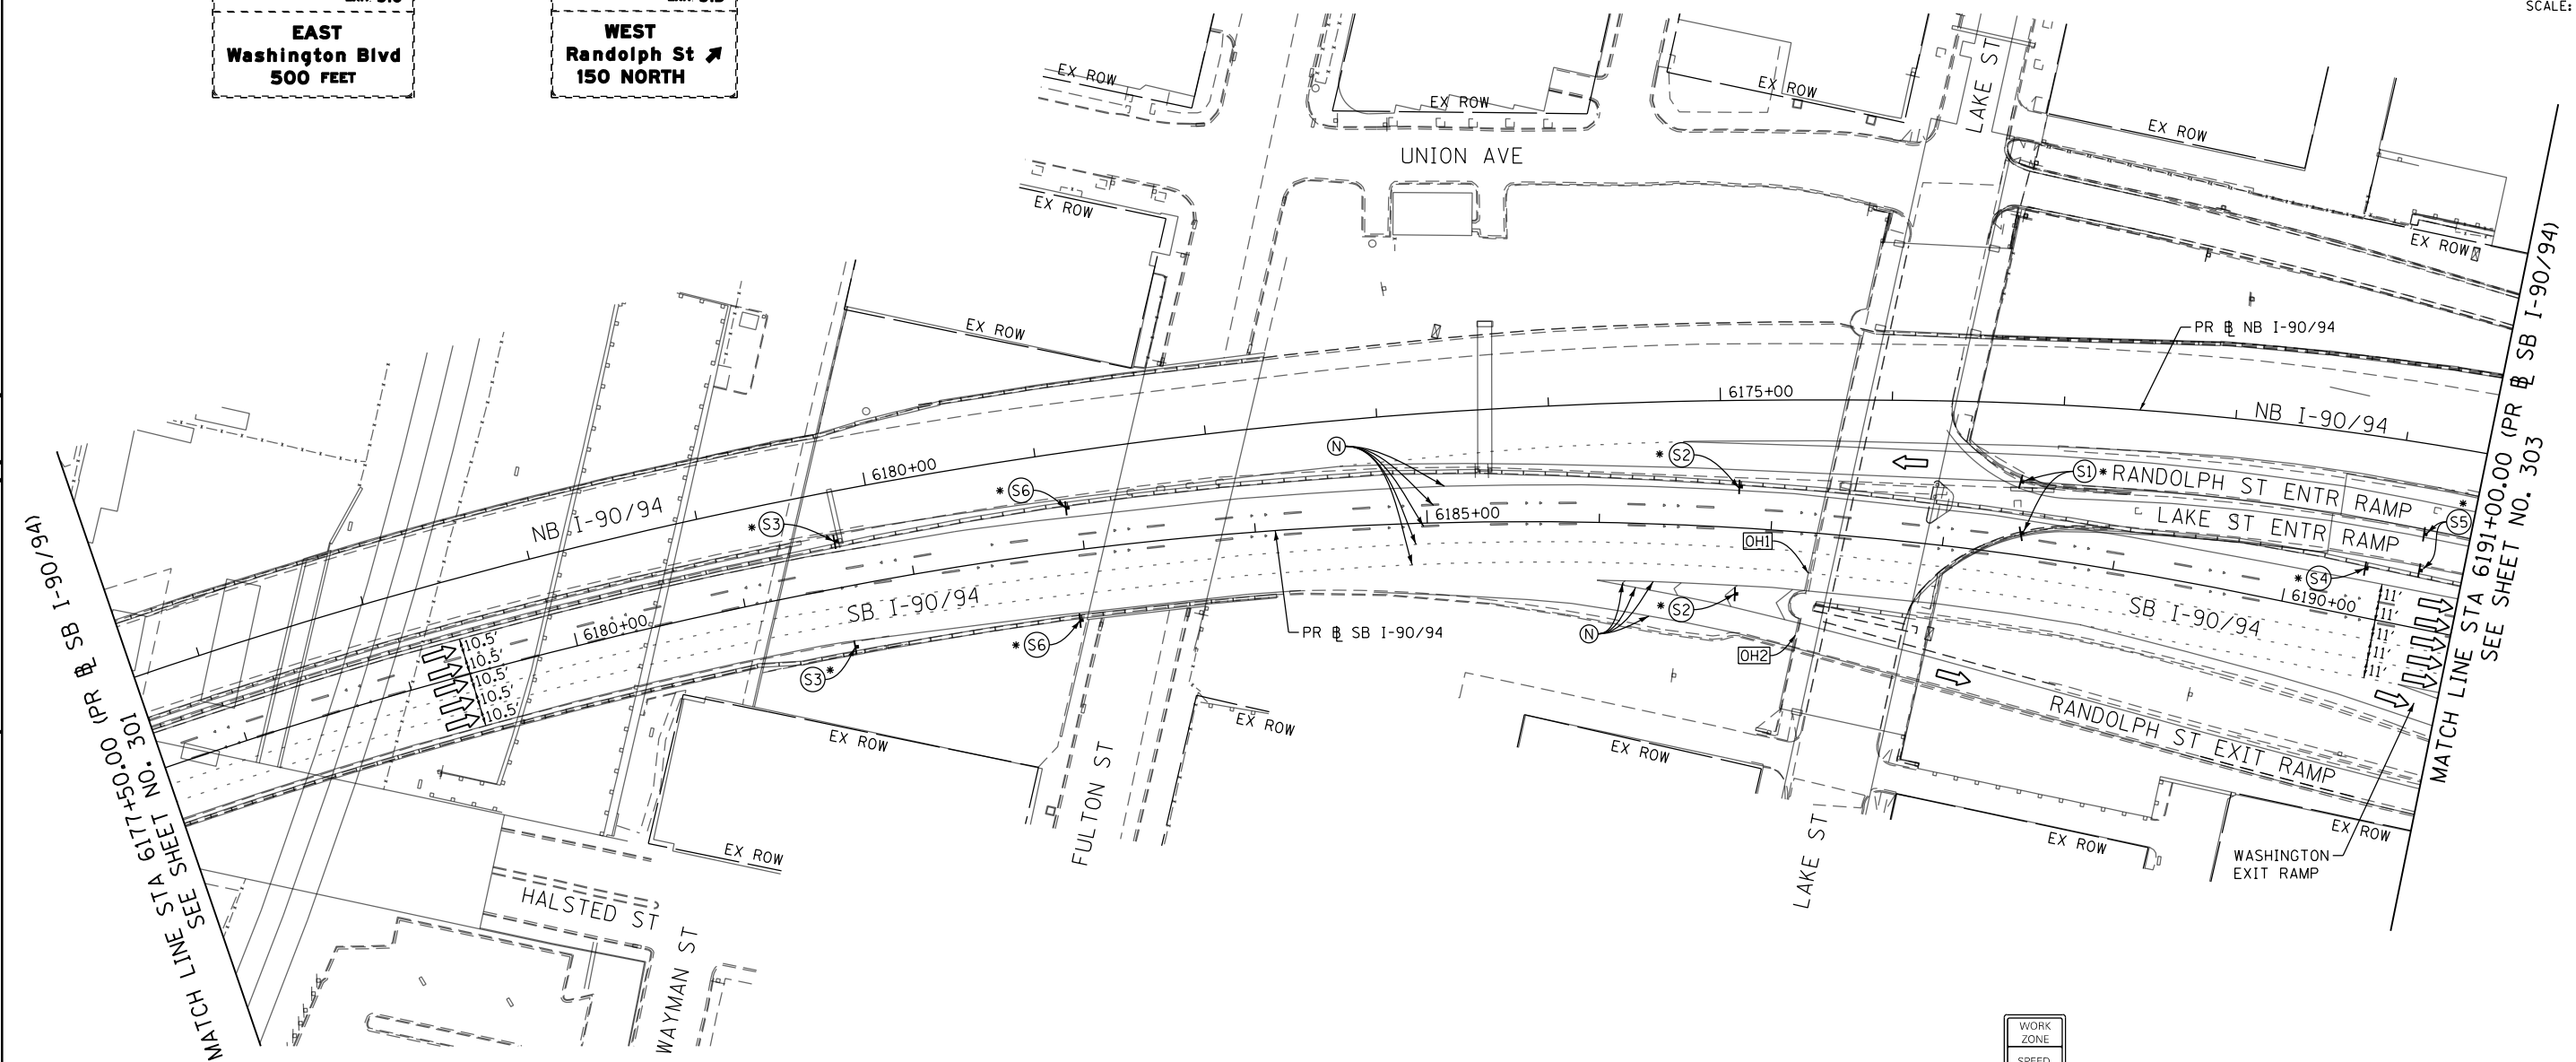 SCALE:
EAST
Washington Blvd
500 FEET
WEST
Randolph St
150 NORTH
EX ROW
EX ROW
EX ROW
LAKE ST
EX ROW
UNION AVE
EX ROW
EX ROW
EX ROW
PR BL NB I-90/94
6175+00
NB I-90/94
6180+00
NB I-90/94
N
* S2
S1 *
RANDOLPH ST ENTR RAMP
LAKE ST ENTR RAMP
* S6
* S3
6185+00
OH1
*
S5
* S4
6190+00
11'
11'
11'
11'
11'
SB I-90/94
SB I-90/94
6180+00
10.5'
10.5'
10.5'
10.5'
10.5'
* S2
N
PR BL SB I-90/94
* S6
OH2
S3 *
RANDOLPH ST EXIT RAMP
EX ROW
EX ROW
EX ROW
EX ROW
EX ROW
EX ROW
FULTON ST
LAKE ST
WASHINGTON
EXIT RAMP
HALSTED ST
WAYMAN ST
MATCH LINE STA 6177+50.00 (PR BL SB I-90/94)
SEE SHEET NO. 301
MATCH LINE STA 6191+00.00 (PR BL SB I-90/94)
SEE SHEET NO. 303
WORK
ZONE